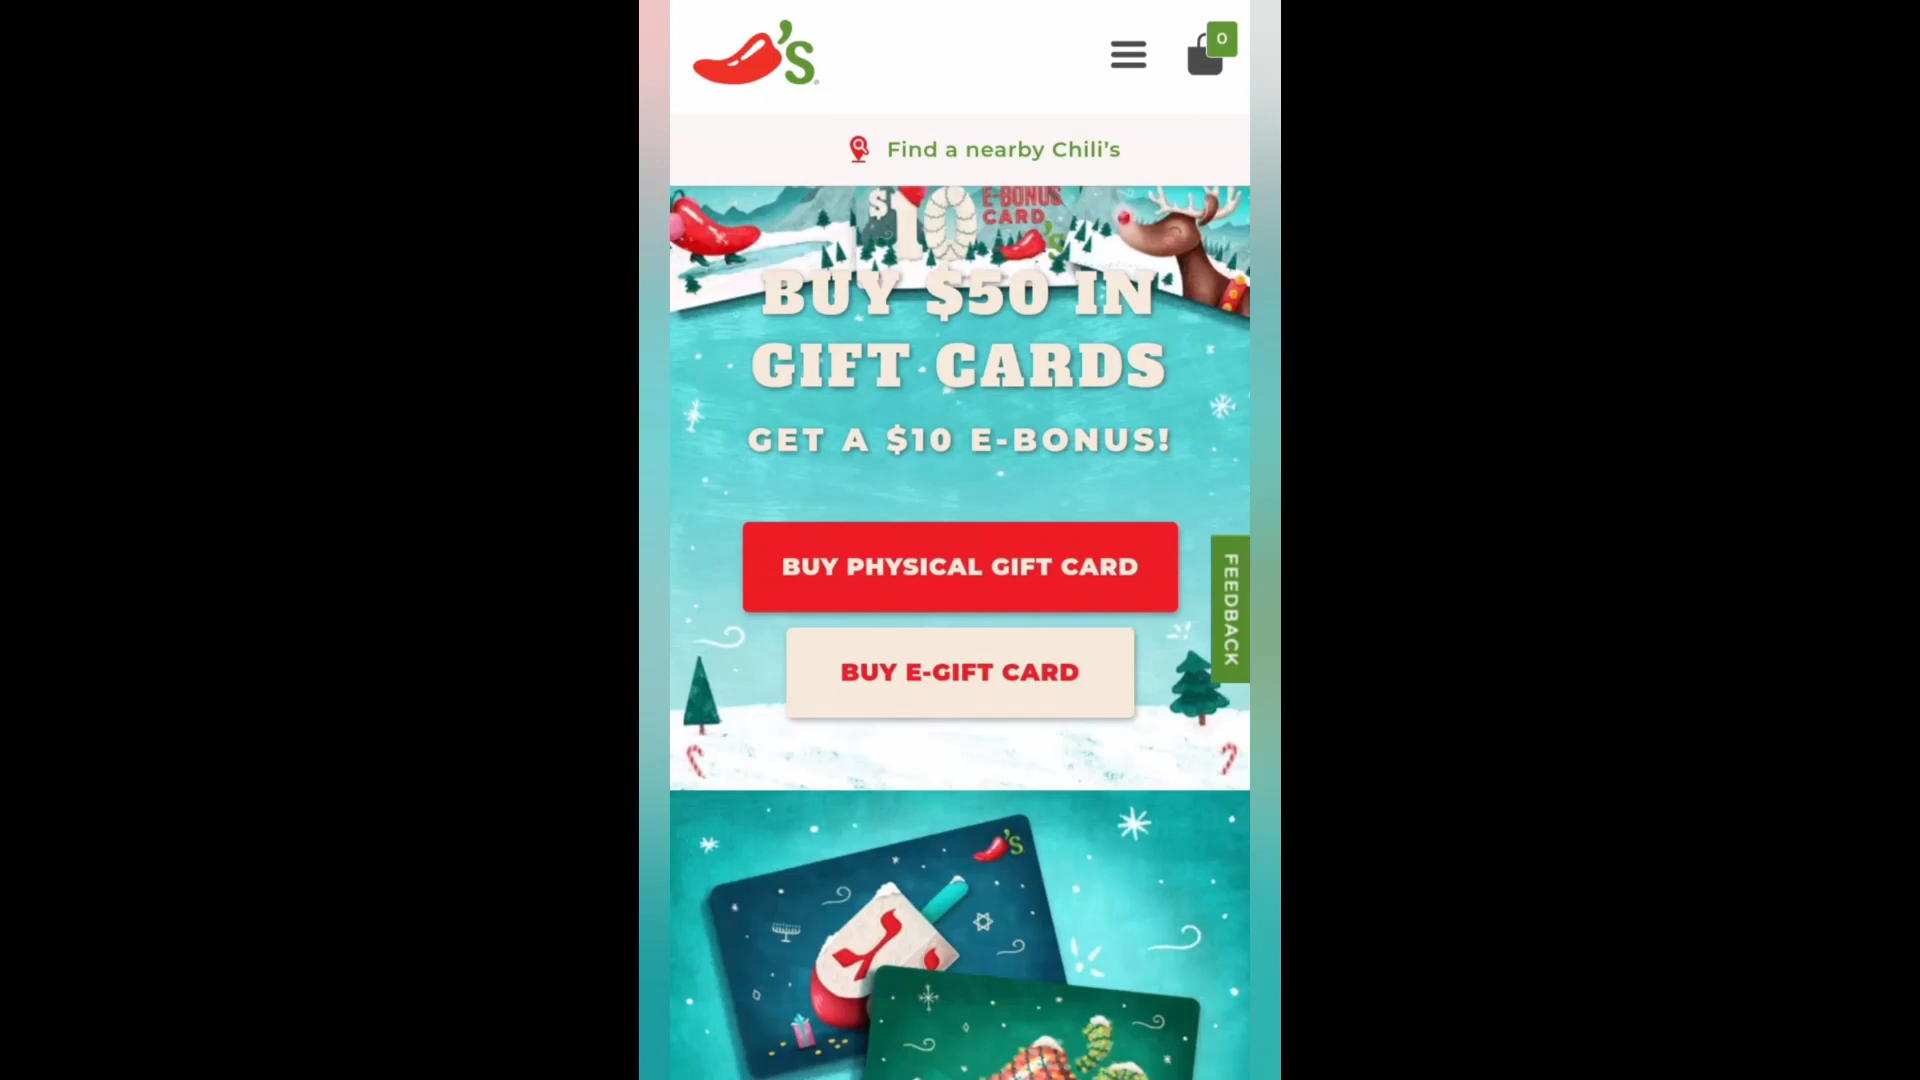 's
0
Find a nearby Chili's
$10 E-BONUS
CARD
BUY $50 IN
GIFT CARDS
GET A $10 E-BONUS!
BUY PHYSICAL GIFT CARD
FEEDBACK
BUY E-GIFT CARD
's
ג